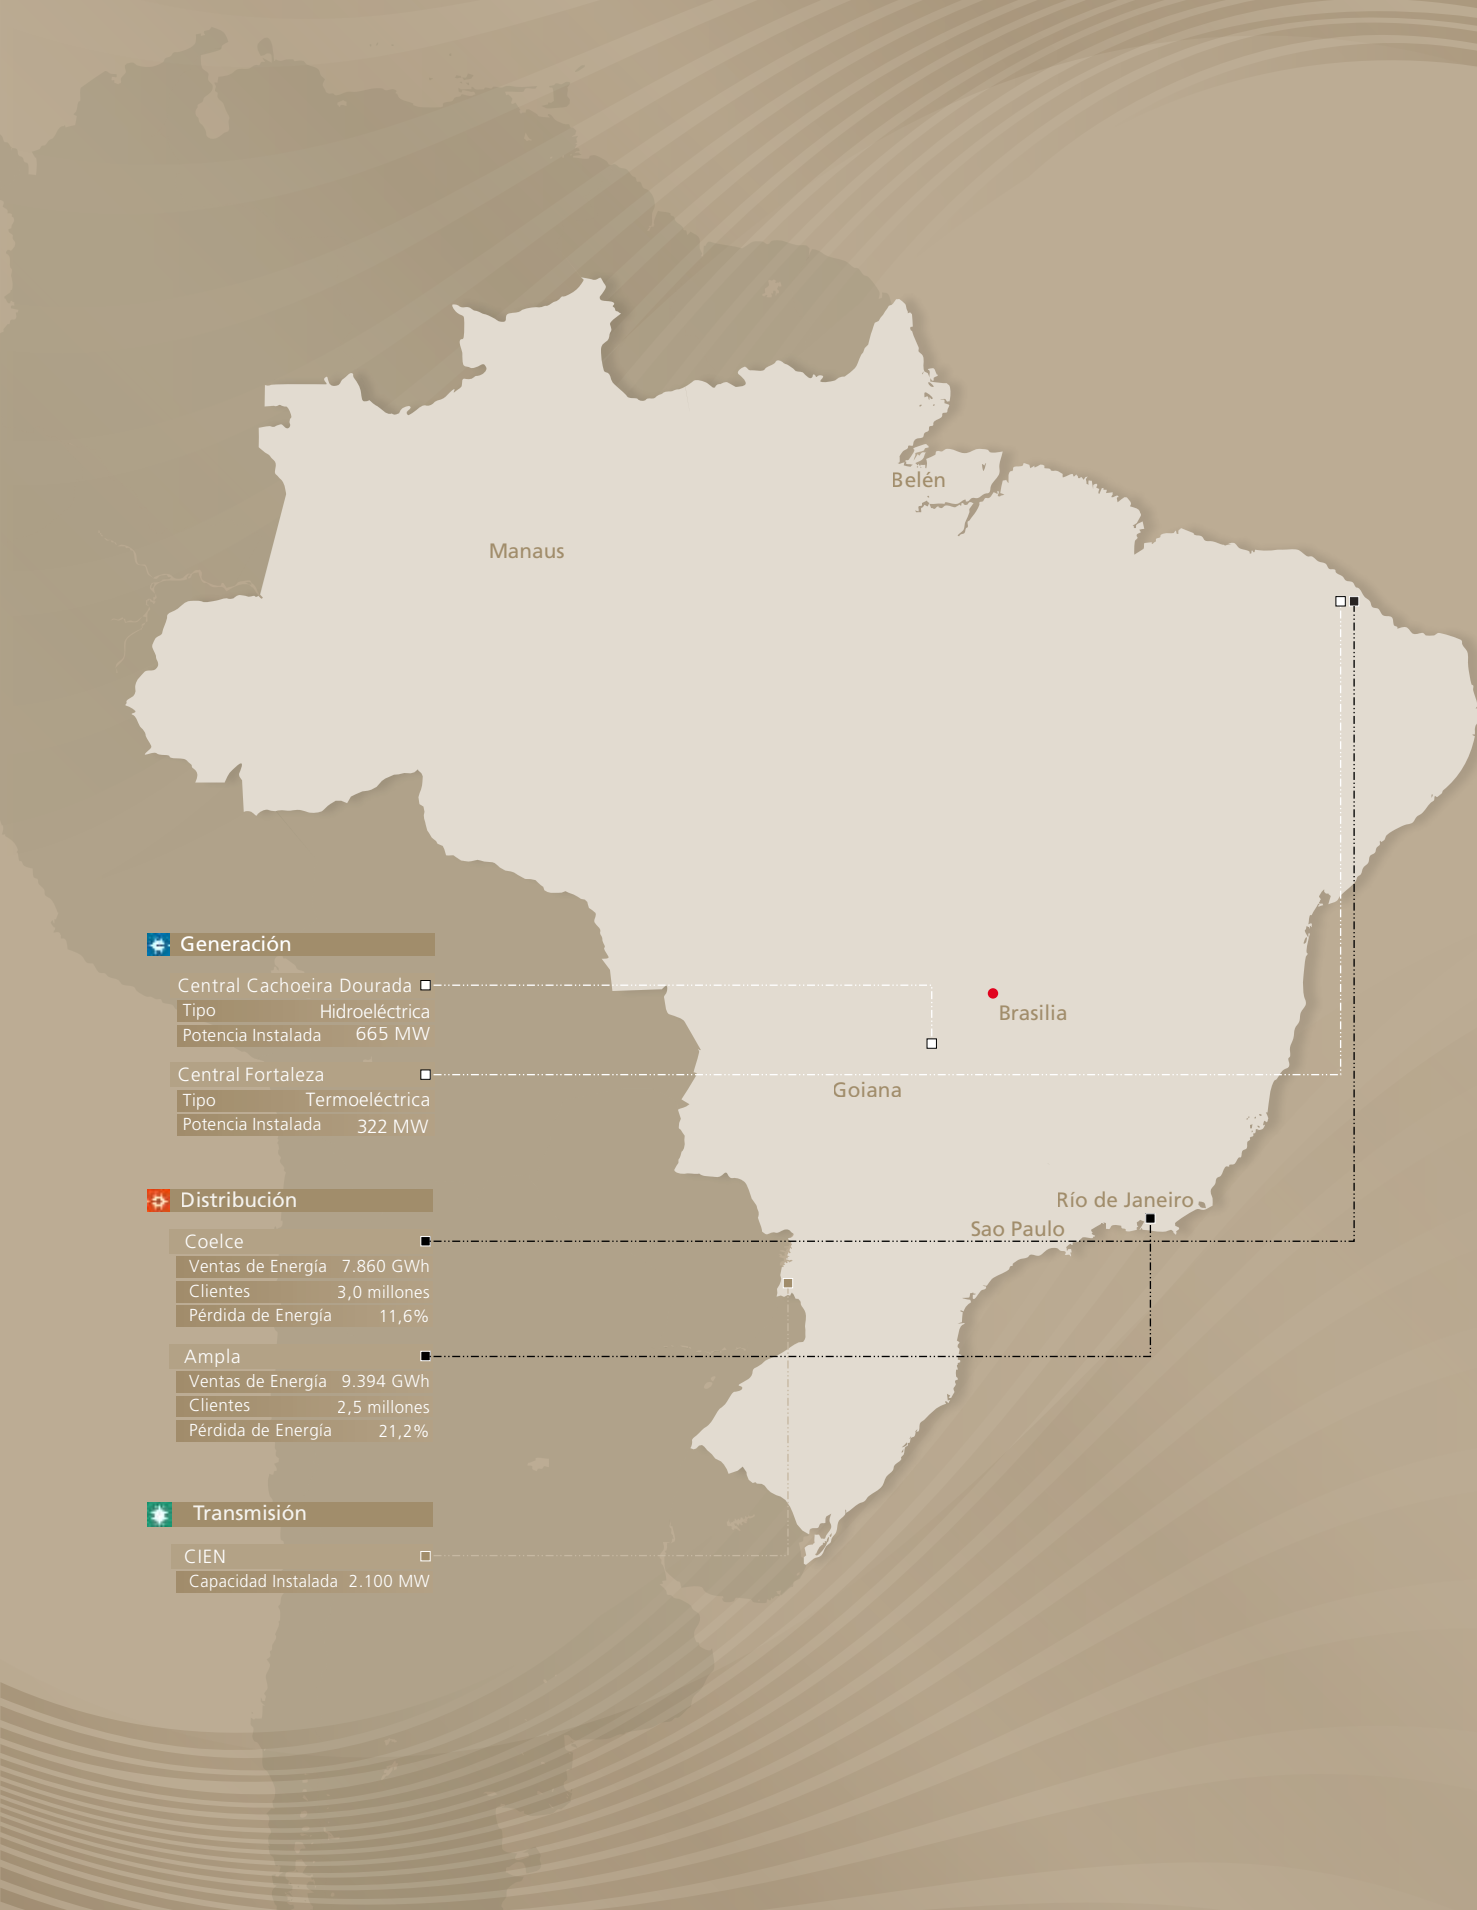 Belén
Manaus
Generación
Central Cachoeira Dourada
Tipo Hidroeléctrica
Potencia Instalada 665 MW
Brasilia
Central Fortaleza
Tipo Termoeléctrica
Potencia Instalada 322 MW
Goiana
Distribución
Río de Janeiro
Sao Paulo
Coelce
Ventas de Energía 7.860 GWh
Clientes 3,0 millones
Pérdida de Energía 11,6%
Ampla
Ventas de Energía 9.394 GWh
Clientes 2,5 millones
Pérdida de Energía 21,2%
Transmisión
CIEN
Capacidad Instalada 2.100 MW